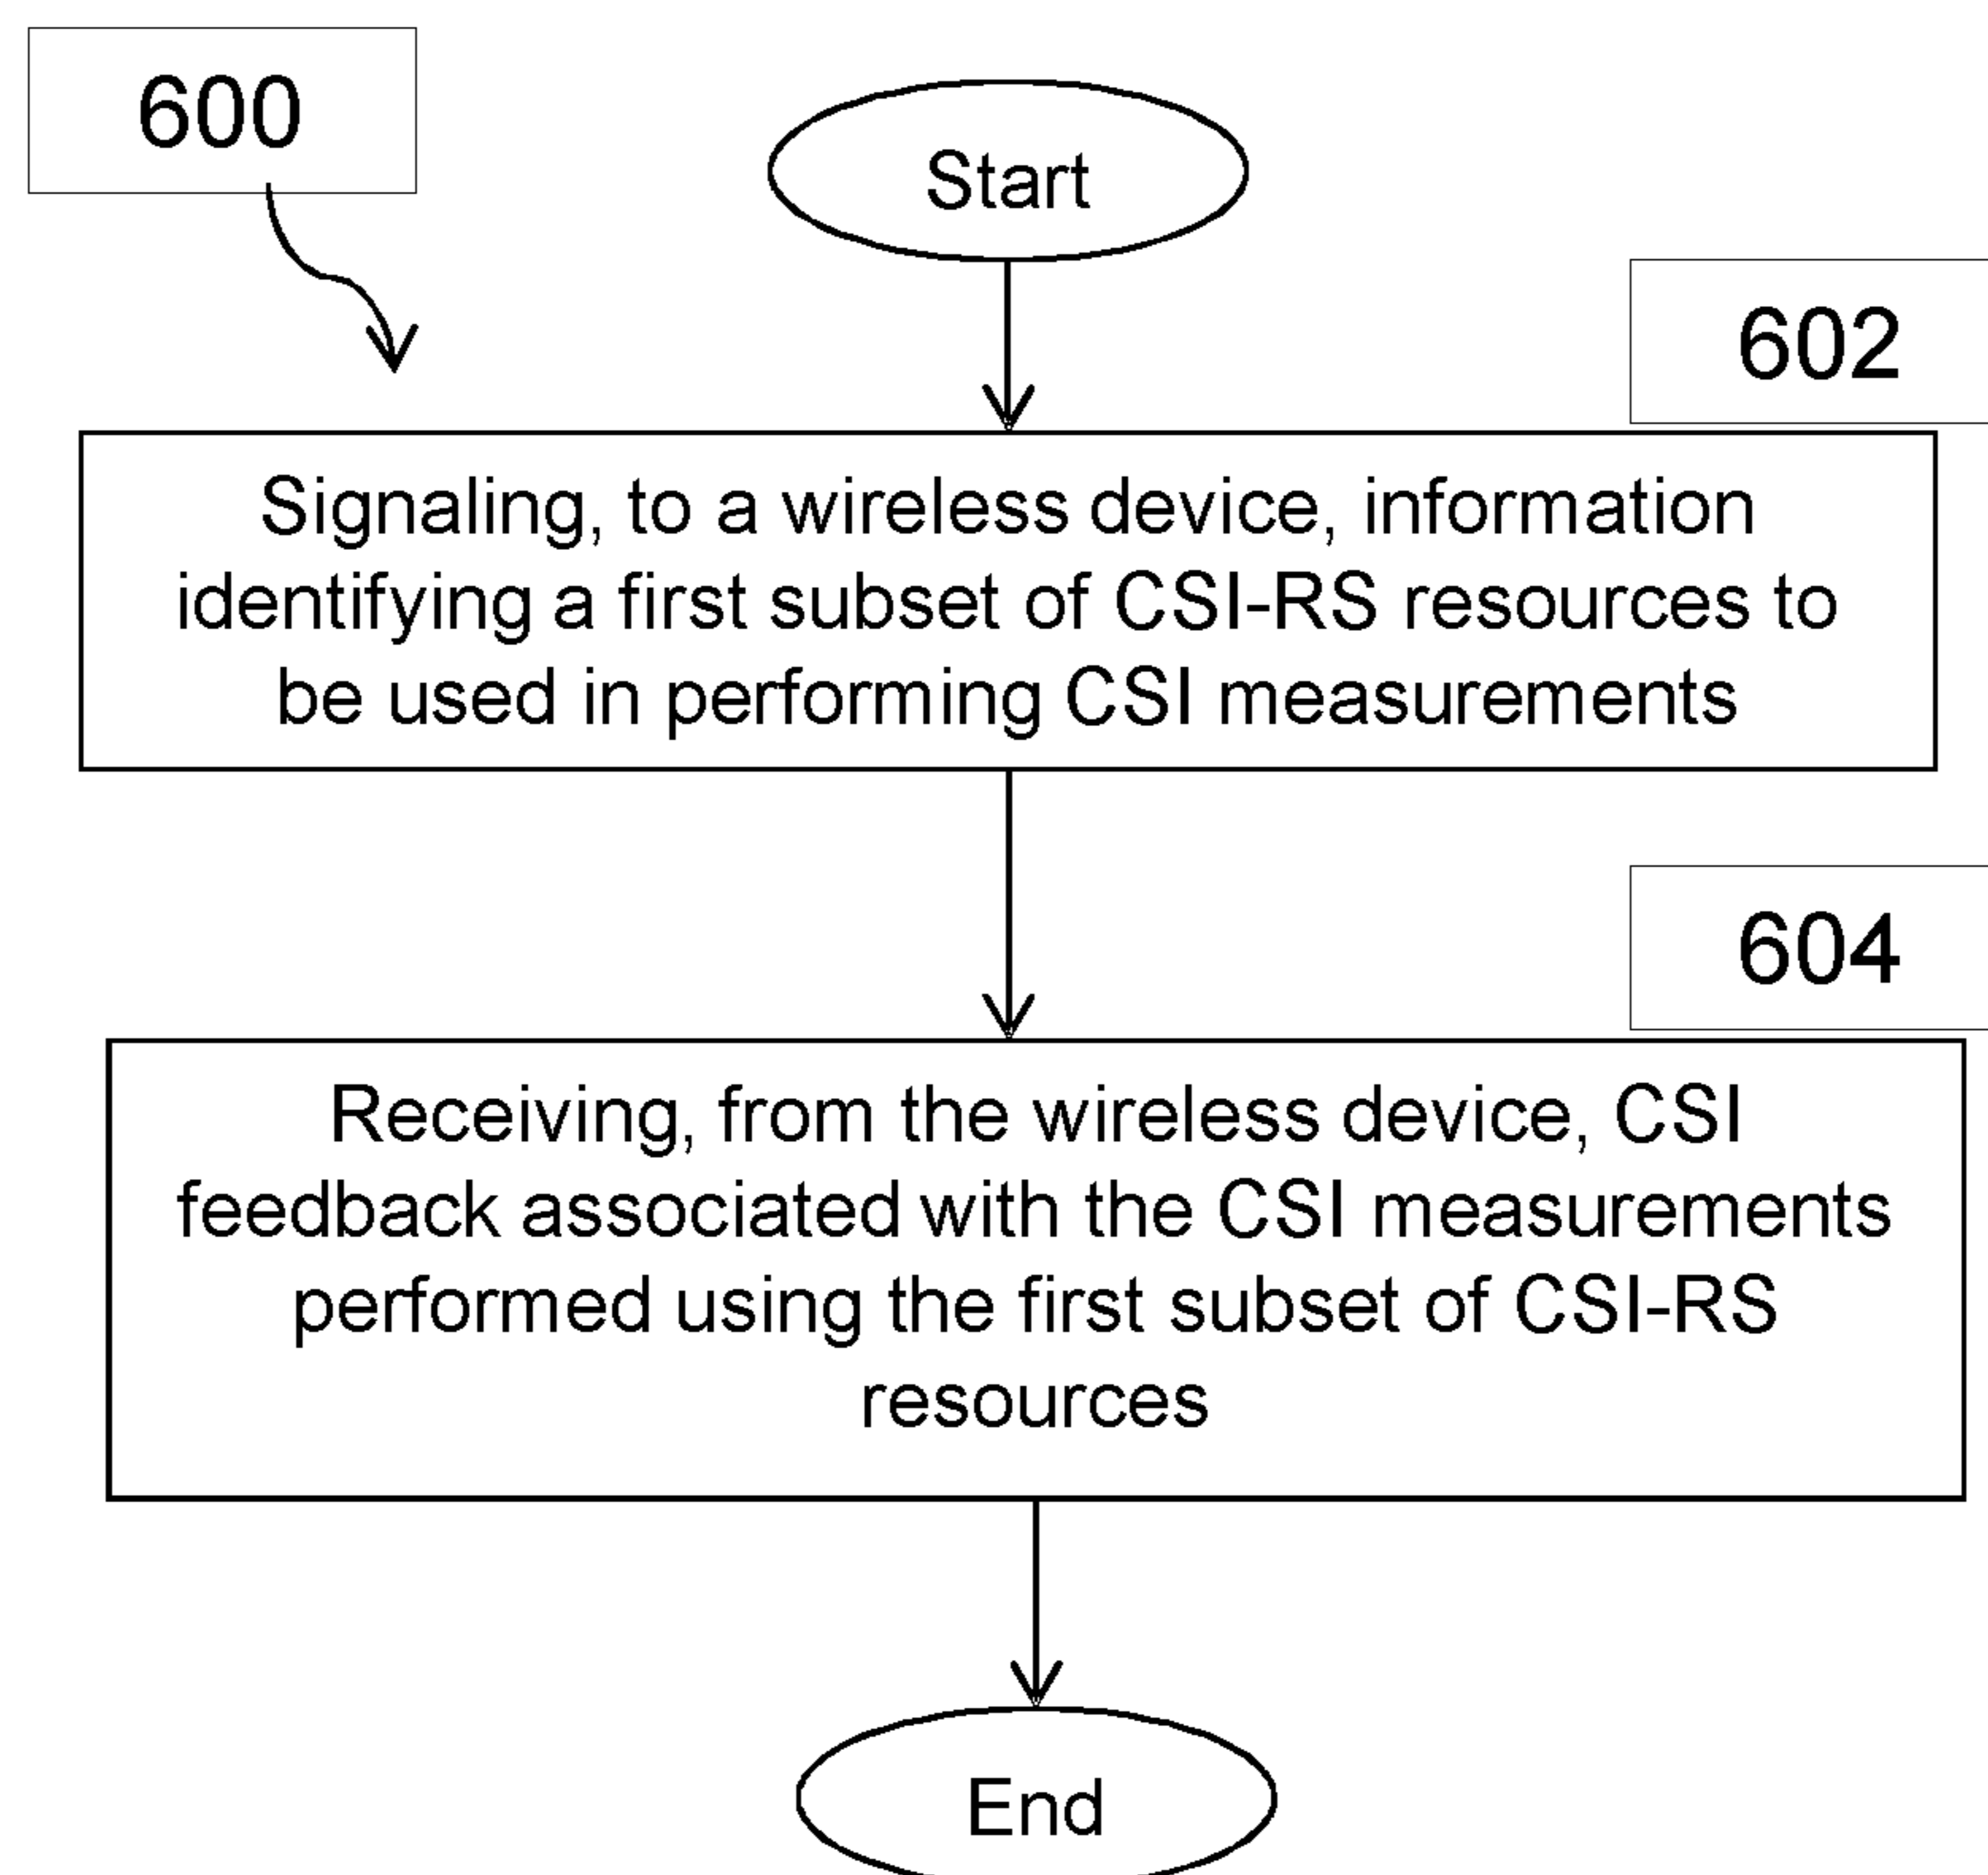 600
Start
602
Signaling, to a wireless device, information
identifying a first subset of CSI-RS resources to
be used in performing CSI measurements
604
Receiving, from the wireless device, CSI
feedback associated with the CSI measurements
performed using the first subset of CSI-RS
resources
End